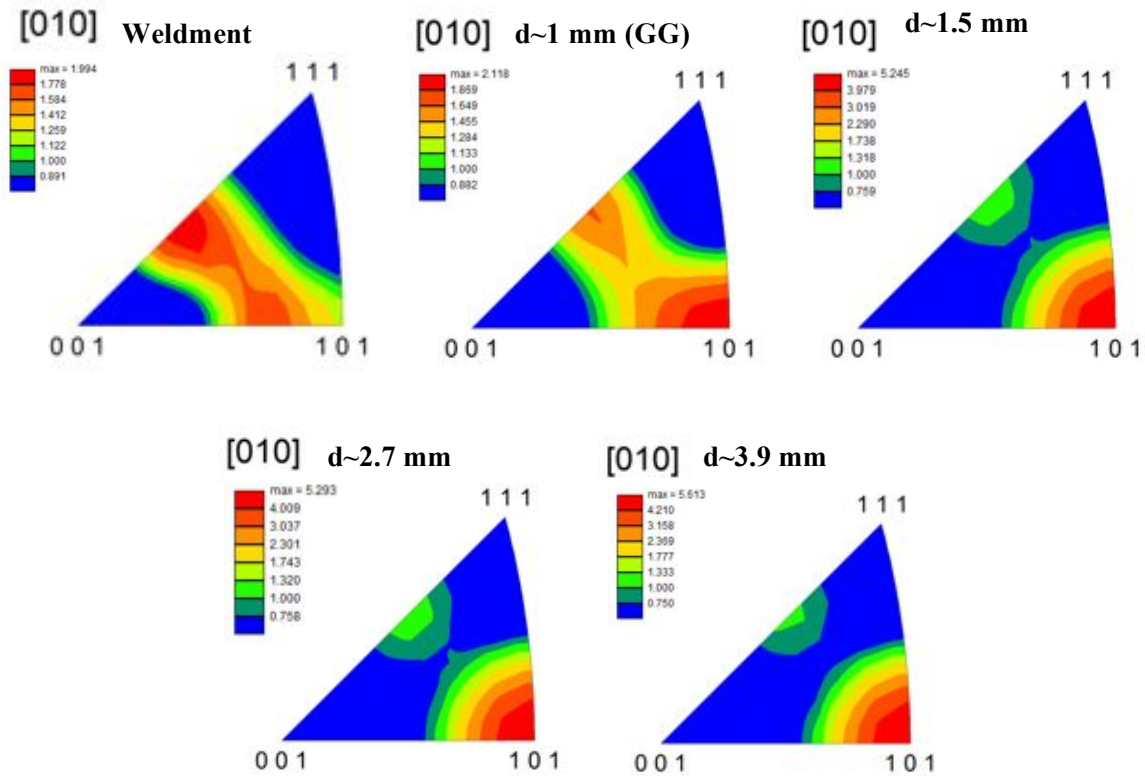 [010] Weldment
max = 1.994
1.778
1.584
1.412
1.259
1.122
1.000
0.891
1 1 1
0 0 1
1 0 1
[010] d~1 mm (GG)
max = 2.118
1.869
1.649
1.455
1.284
1.133
1.000
0.882
1 1 1
0 0 1
1 0 1
[010] d~1.5 mm
max = 5.245
3.979
3.019
2.290
1.738
1.318
1.000
0.759
1 1 1
0 0 1
1 0 1
[010] d~2.7 mm
max = 5.293
4.009
3.037
2.301
1.743
1.320
1.000
0.758
1 1 1
0 0 1
1 0 1
[010] d~3.9 mm
max = 5.613
4.210
3.158
2.369
1.777
1.333
1.000
0.750
1 1 1
0 0 1
1 0 1